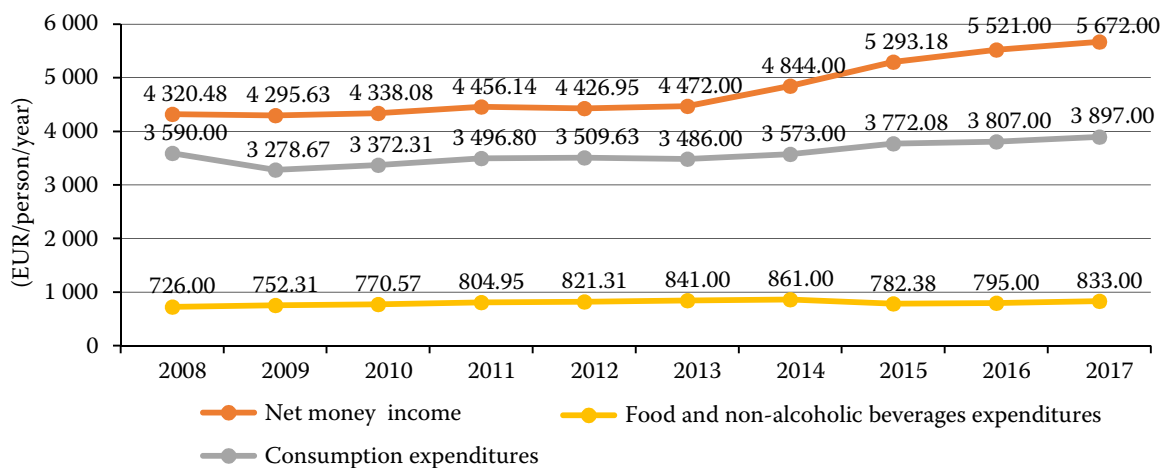 6 000
5 000
4 000
3 000
2 000
1 000
0
(EUR/person/year)
4 320.48 4 295.63 4 338.08 4 456.14 4 426.95 4 472.00 4 844.00 5 293.18 5 521.00 5 672.00
3 590.00 3 278.67 3 372.31 3 496.80 3 509.63 3 486.00 3 573.00 3 772.08 3 807.00 3 897.00
726.00 752.31 770.57 804.95 821.31 841.00 861.00 782.38 795.00 833.00
2008 2009 2010 2011 2012 2013 2014 2015 2016 2017
Net money income
Food and non-alcoholic beverages expenditures
Consumption expenditures